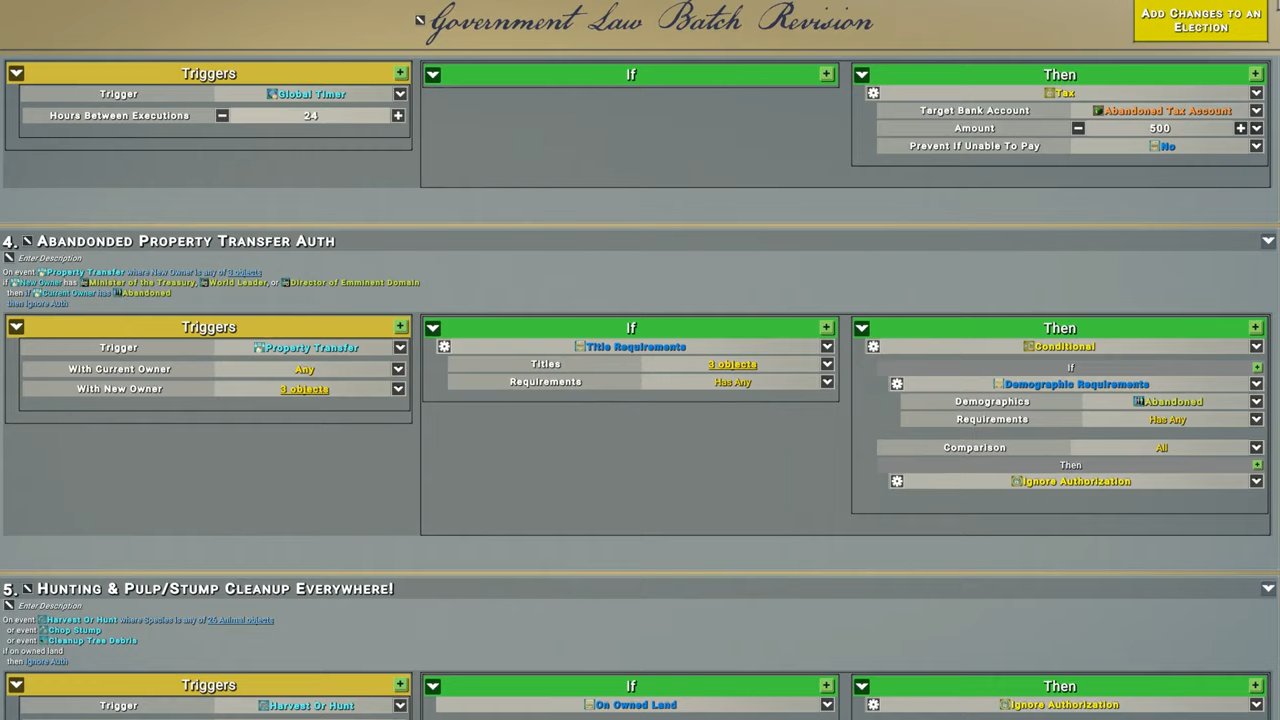 Government Law Batch Revision
Add Changes to an
Election
Triggers
Trigger Global Timer
Hours Between Executions 24
If
Then
Tax
Target Bank Account Abandoned Tax Account
Amount 500
Prevent If Unable To Pay No
4. Abandonded Property Transfer Auth
Enter Description
On event Property Transfer where New Owner is any of 3 objects
if New Owner has Minister of the Treasury, World Leader, or Director of Emminent Domain
then if Current Owner has Abandoned
then Ignore Auth
Triggers
Trigger Property Transfer
With Current Owner Any
With New Owner 3 objects
If
Title Requirements
Titles 3 objects
Requirements Has Any
Then
Conditional
If
Demographic Requirements
Demographics Abandoned
Requirements Has Any
Comparison All
Then
Ignore Authorization
5. Hunting & Pulp/Stump Cleanup Everywhere!
Enter Description
On event Harvest Or Hunt where Species is any of 26 Animal objects
or event Chop Stump
or event Cleanup Tree Debris
if on owned land
then Ignore Auth
Triggers
Trigger Harvest Or Hunt
If
On Owned Land
Then
Ignore Authorization